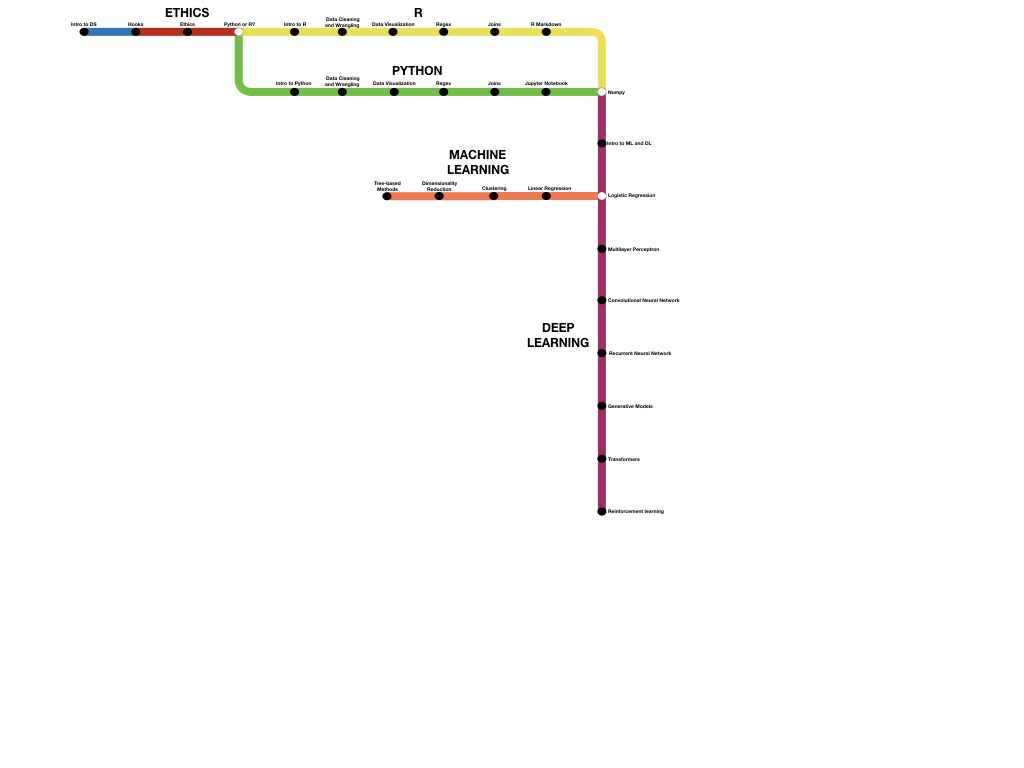 ETHICS
R
Intro to DS
Hooks
Ethics
Python or R?
Intro to R
Data Cleaning
and Wrangling
Data Visualization
Regex
Joins
R Markdown
PYTHON
Intro to Python
Data Cleaning
and Wrangling
Data Visualization
Regex
Joins
Jupyter Notebook
Numpy
Intro to ML and DL
MACHINE
LEARNING
Tree-based
Methods
Dimensionality
Reduction
Clustering
Linear Regression
Logistic Regression
Multilayer Perceptron
Convolutional Neural Network
DEEP
LEARNING
Recurrent Neural Network
Generative Models
Transformers
Reinforcement learning